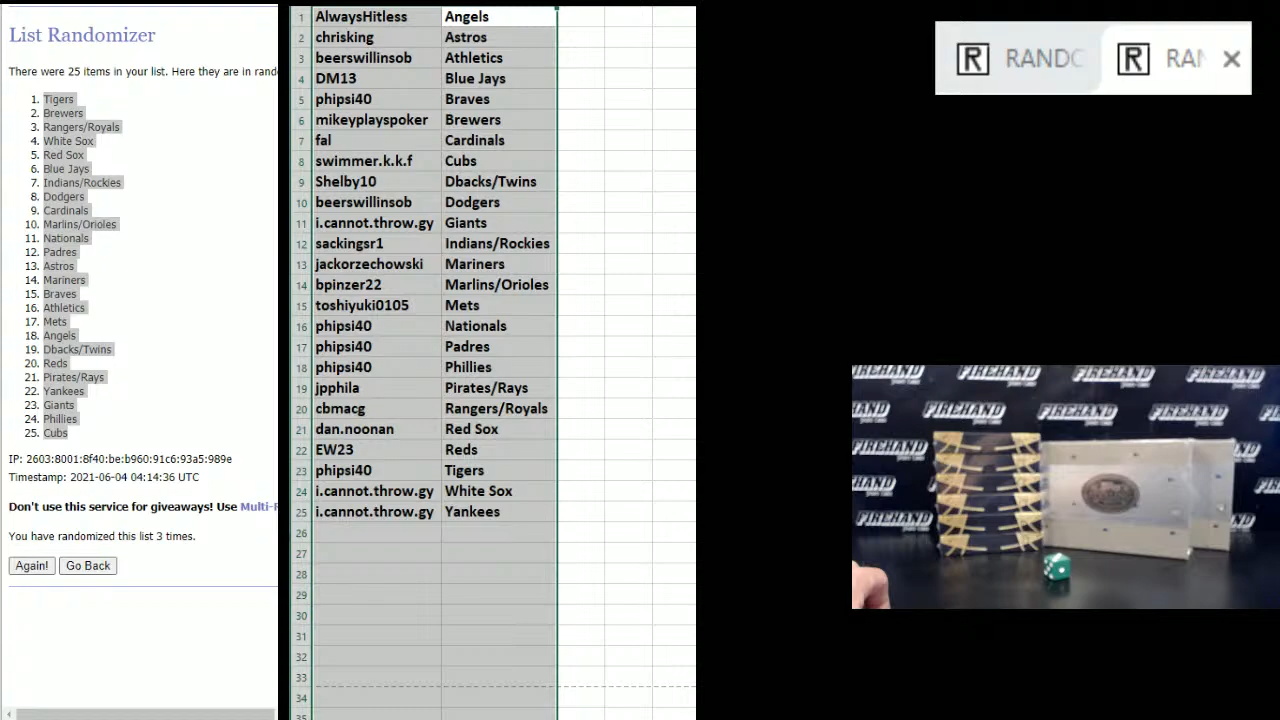 List Randomizer
There were 25 items in your list. Here they are in rand
1. Tigers
2. Brewers
3. Rangers/Royals
4. White Sox
5. Red Sox
6. Blue Jays
7. Indians/Rockies
8. Dodgers
9. Cardinals
10. Marlins/Orioles
11. Nationals
12. Padres
13. Astros
14. Mariners
15. Braves
16. Athletics
17. Mets
18. Angels
19. Dbacks/Twins
20. Reds
21. Pirates/Rays
22. Yankees
23. Giants
24. Phillies
25. Cubs
IP: 2603:8001:8f40:be:b960:91c6:93a5:989e
Timestamp: 2021-06-04 04:14:36 UTC
Don't use this service for giveaways! Use Multi-R
You have randomized this list 3 times.
Again! Go Back
1 AlwaysHitless Angels
2 chrisking Astros
3 beerswillinsob Athletics
4 DM13 Blue Jays
5 phipsi40 Braves
6 mikeyplayspoker Brewers
7 fal Cardinals
8 swimmer.k.k.f Cubs
9 Shelby10 Dbacks/Twins
10 beerswillinsob Dodgers
11 i.cannot.throw.gy Giants
12 sackingsr1 Indians/Rockies
13 jackorzechowski Mariners
14 bpinzer22 Marlins/Orioles
15 toshiyuki0105 Mets
16 phipsi40 Nationals
17 phipsi40 Padres
18 phipsi40 Phillies
19 jpphila Pirates/Rays
20 cbmacg Rangers/Royals
21 dan.noonan Red Sox
22 EW23 Reds
23 phipsi40 Tigers
24 i.cannot.throw.gy White Sox
25 i.cannot.throw.gy Yankees
26
27
28
29
30
31
32
33
34
35
R RANDO R RAN
FIREHAND FIREHAND FIREHAND
FIREHAND FIREHAND
FIREHAND
FIREHAND